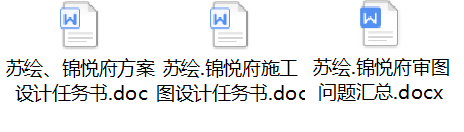 苏绘、锦悦府方案 苏绘.锦悦府施工 苏绘.锦悦府审图
设计任务书.doc 图设计任务书.doc 问题汇总.docx